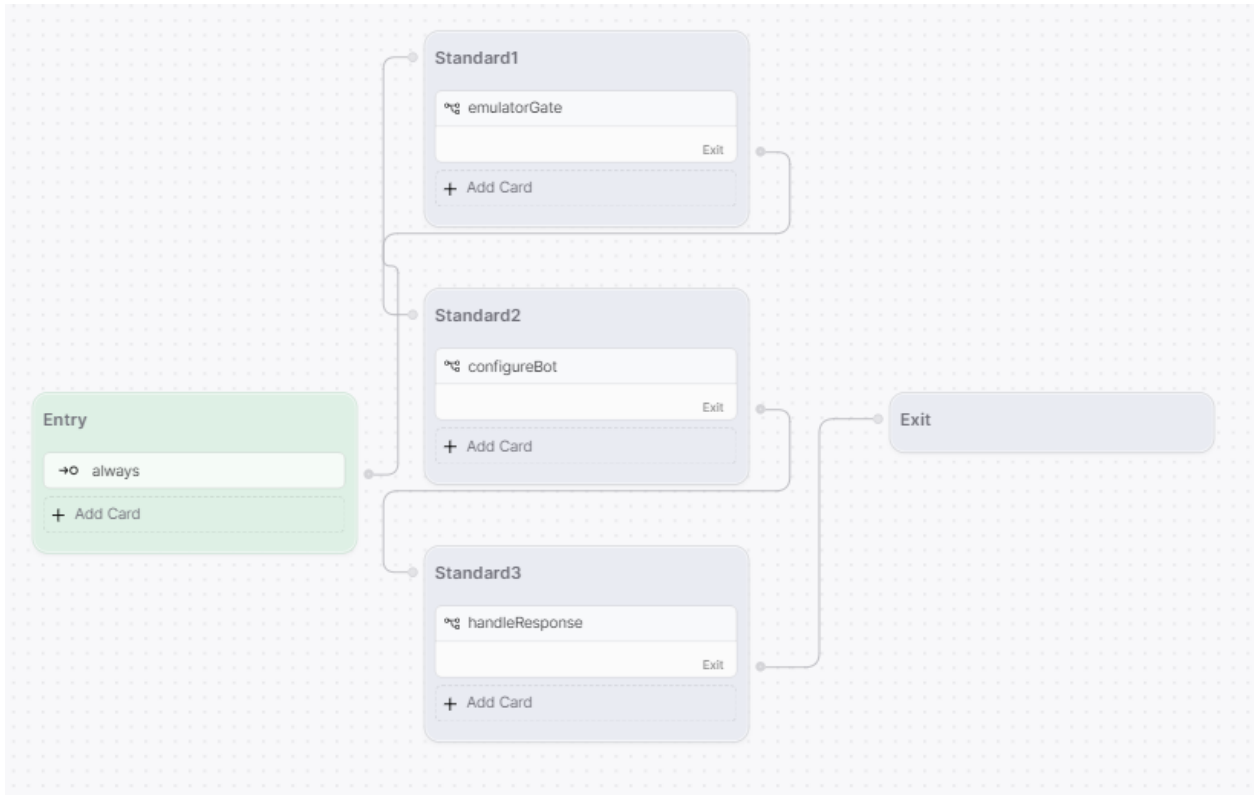 Standard1
emulatorGate
Exit
+ Add Card
Standard2
configureBot
Exit
+ Add Card
Entry
always
+ Add Card
Exit
Standard3
handleResponse
Exit
+ Add Card